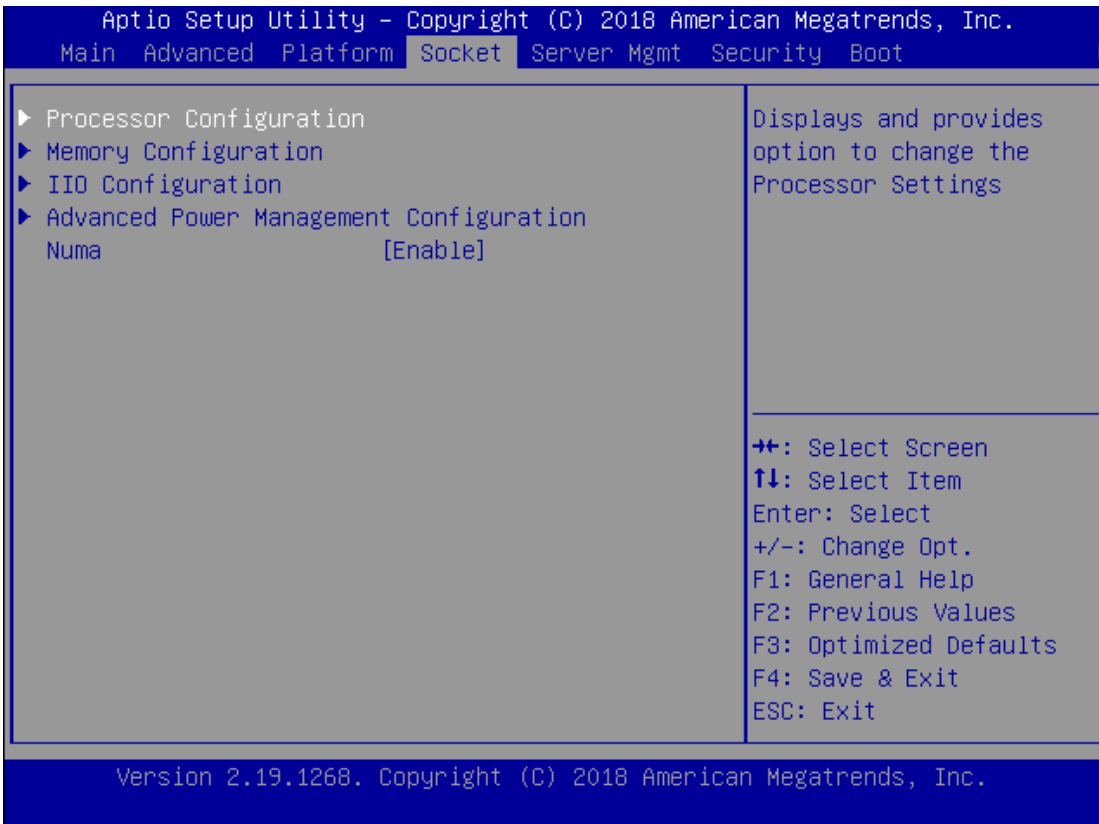 Aptio Setup Utility – Copyright (C) 2018 American Megatrends, Inc.
Main Advanced Platform Socket Server Mgmt Security Boot
Processor Configuration
Memory Configuration
IIO Configuration
Advanced Power Management Configuration
Numa [Enable]
Displays and provides
option to change the
Processor Settings
→←: Select Screen
↑↓: Select Item
Enter: Select
+/-: Change Opt.
F1: General Help
F2: Previous Values
F3: Optimized Defaults
F4: Save & Exit
ESC: Exit
Version 2.19.1268. Copyright (C) 2018 American Megatrends, Inc.